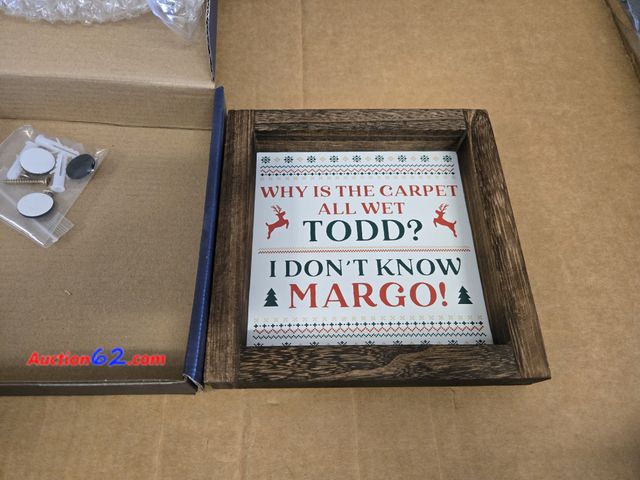 WHY IS THE CARPET
ALL WET
TODD?
I DON'T KNOW
MARGO!
Auction62.com